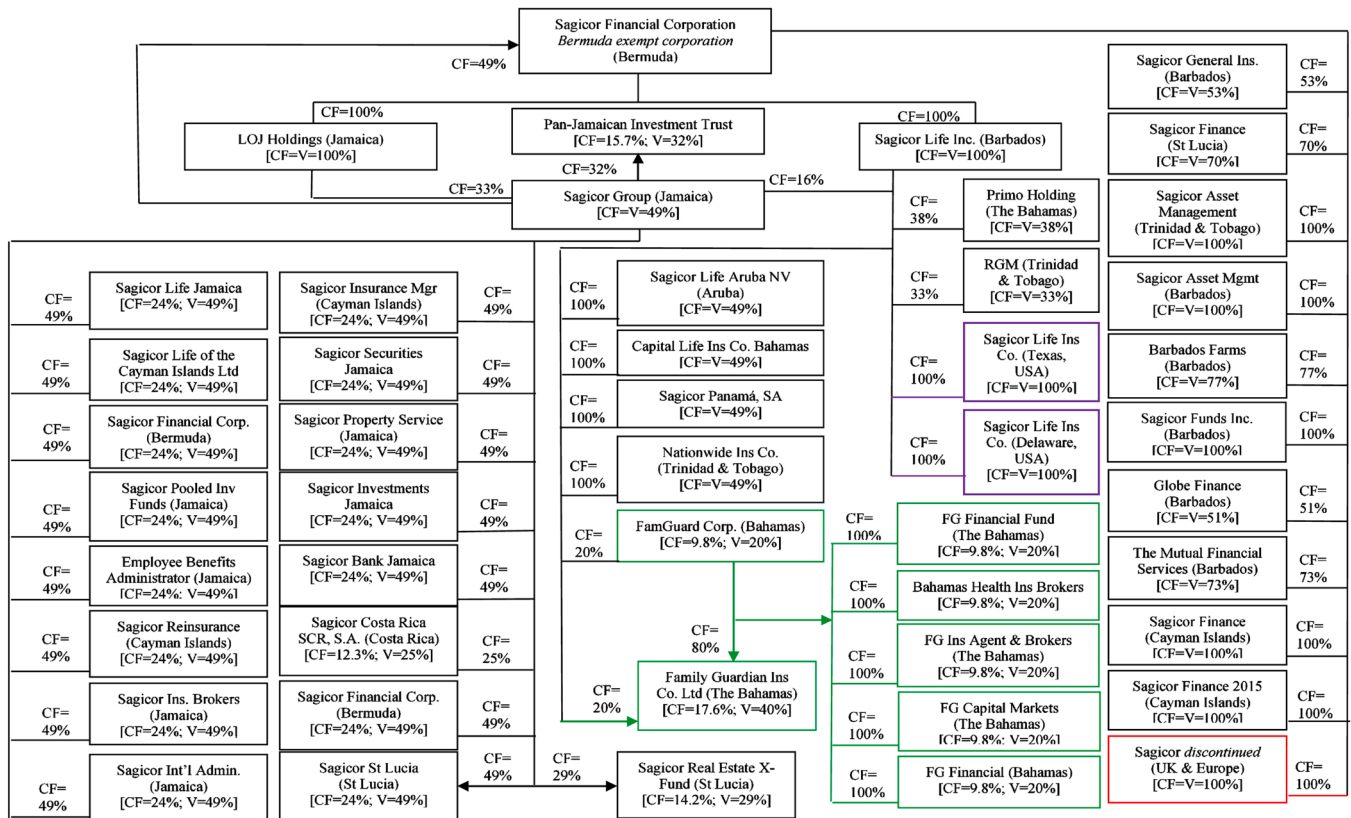 Sagicor Financial Corporation
Bermuda exempt corporation
(Bermuda)
CF=49%
CF=100%
LOJ Holdings (Jamaica)
[CF=V=100%]
Pan-Jamaican Investment Trust
[CF=15.7%; V=32%]
CF=100%
Sagicor Life Inc. (Barbados)
[CF=V=100%]
CF=33%
CF=32%
CF=16%
Sagicor Group (Jamaica)
[CF=V=49%]
CF=
49%
Sagicor Life Jamaica
[CF=24%; V=49%]
CF=
49%
Sagicor Life of the
Cayman Islands Ltd
[CF=24%; V=49%]
CF=
49%
Sagicor Financial Corp.
(Bermuda)
[CF=24%; V=49%]
CF=
49%
Sagicor Pooled Inv
Funds (Jamaica)
[CF=24%; V=49%]
CF=
49%
Employee Benefits
Administrator (Jamaica)
[CF=24%; V=49%]
CF=
49%
Sagicor Reinsurance
(Cayman Islands)
[CF=24%; V=49%]
CF=
49%
Sagicor Ins. Brokers
(Jamaica)
[CF=24%; V=49%]
CF=
49%
Sagicor Int’l Admin.
(Jamaica)
[CF=24%; V=49%]
Sagicor Insurance Mgr
(Cayman Islands)
[CF=24%; V=49%]
CF=
49%
Sagicor Securities
Jamaica
[CF=24%; V=49%]
CF=
49%
Sagicor Property Service
(Jamaica)
[CF=24%; V=49%]
CF=
49%
Sagicor Investments
Jamaica
[CF=24%; V=49%]
CF=
49%
Sagicor Bank Jamaica
[CF=24%; V=49%]
CF=
49%
Sagicor Costa Rica
SCR, S.A. (Costa Rica)
[CF=12.3%; V=25%]
CF=
25%
Sagicor Financial Corp.
(Bermuda)
[CF=24%; V=49%]
CF=
49%
Sagicor St Lucia
(St Lucia)
[CF=24%; V=49%]
CF=
49%
CF=
29%
Sagicor Real Estate X-
Fund (St Lucia)
[CF=14.2%; V=29%]
CF=
100%
Sagicor Life Aruba NV
(Aruba)
[CF=V=49%]
CF=
100%
Capital Life Ins Co. Bahamas
[CF=V=49%]
CF=
100%
Sagicor Panamá, SA
[CF=V=49%]
CF=
100%
Nationwide Ins Co.
(Trinidad & Tobago)
[CF=V=49%]
CF=
20%
FamGuard Corp. (Bahamas)
[CF=9.8%; V=20%]
CF=
80%
CF=
20%
Family Guardian Ins
Co. Ltd (The Bahamas)
[CF=17.6%; V=40%]
CF=
38%
Primo Holding
(The Bahamas)
[CF=V=38%]
CF=
33%
RGM (Trinidad
& Tobago)
[CF=V=33%]
CF=
100%
Sagicor Life Ins
Co. (Texas,
USA)
[CF=V=100%]
CF=
100%
Sagicor Life Ins
Co. (Delaware,
USA)
[CF=V=100%]
CF=
100%
FG Financial Fund
(The Bahamas)
[CF=9.8%; V=20%]
CF=
100%
Bahamas Health Ins Brokers
[CF=9.8%; V=20%]
CF=
100%
FG Ins Agent & Brokers
(The Bahamas)
[CF=9.8%; V=20%]
CF=
100%
FG Capital Markets
(The Bahamas)
[CF=9.8%; V=20%]
CF=
100%
FG Financial (Bahamas)
[CF=9.8%; V=20%]
Sagicor General Ins.
(Barbados)
[CF=V=53%]
CF=
53%
Sagicor Finance
(St Lucia)
[CF=V=70%]
CF=
70%
Sagicor Asset
Management
(Trinidad & Tobago)
[CF=V=100%]
CF=
100%
Sagicor Asset Mgmt
(Barbados)
[CF=V=100%]
CF=
100%
Barbados Farms
(Barbados)
[CF=V=77%]
CF=
77%
Sagicor Funds Inc.
(Barbados)
[CF=V=100%]
CF=
100%
Globe Finance
(Barbados)
[CF=V=51%]
CF=
51%
The Mutual Financial
Services (Barbados)
[CF=V=73%]
CF=
73%
Sagicor Finance
(Cayman Islands)
[CF=V=100%]
CF=
100%
Sagicor Finance 2015
(Cayman Islands)
[CF=V=100%]
CF=
100%
Sagicor discontinued
(UK & Europe)
[CF=V=100%]
CF=
100%